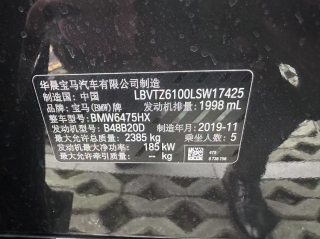 华晨宝马汽车有限公司制造
制造国: 中国 LBVTZ6100LSW17425
品牌: 宝马(BMW)牌 发动机排量: 1998 mL
整车型号: BMW6475HX
发动机型号: B48B20D 制造年月: 2019-11
最大允许总质量: 2385 kg 乘坐人数: 5
发动机最大净功率: 185 kW
最大允许牵引质量: -- kg
475